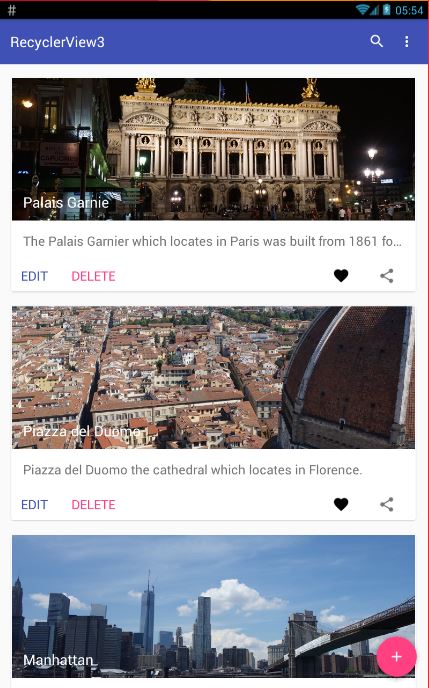 #
05:54
RecyclerView3
Palais Garnie
The Palais Garnier which locates in Paris was built from 1861 fo...
EDIT DELETE
Piazza del Duomo
Piazza del Duomo the cathedral which locates in Florence.
EDIT DELETE
Manhattan
+